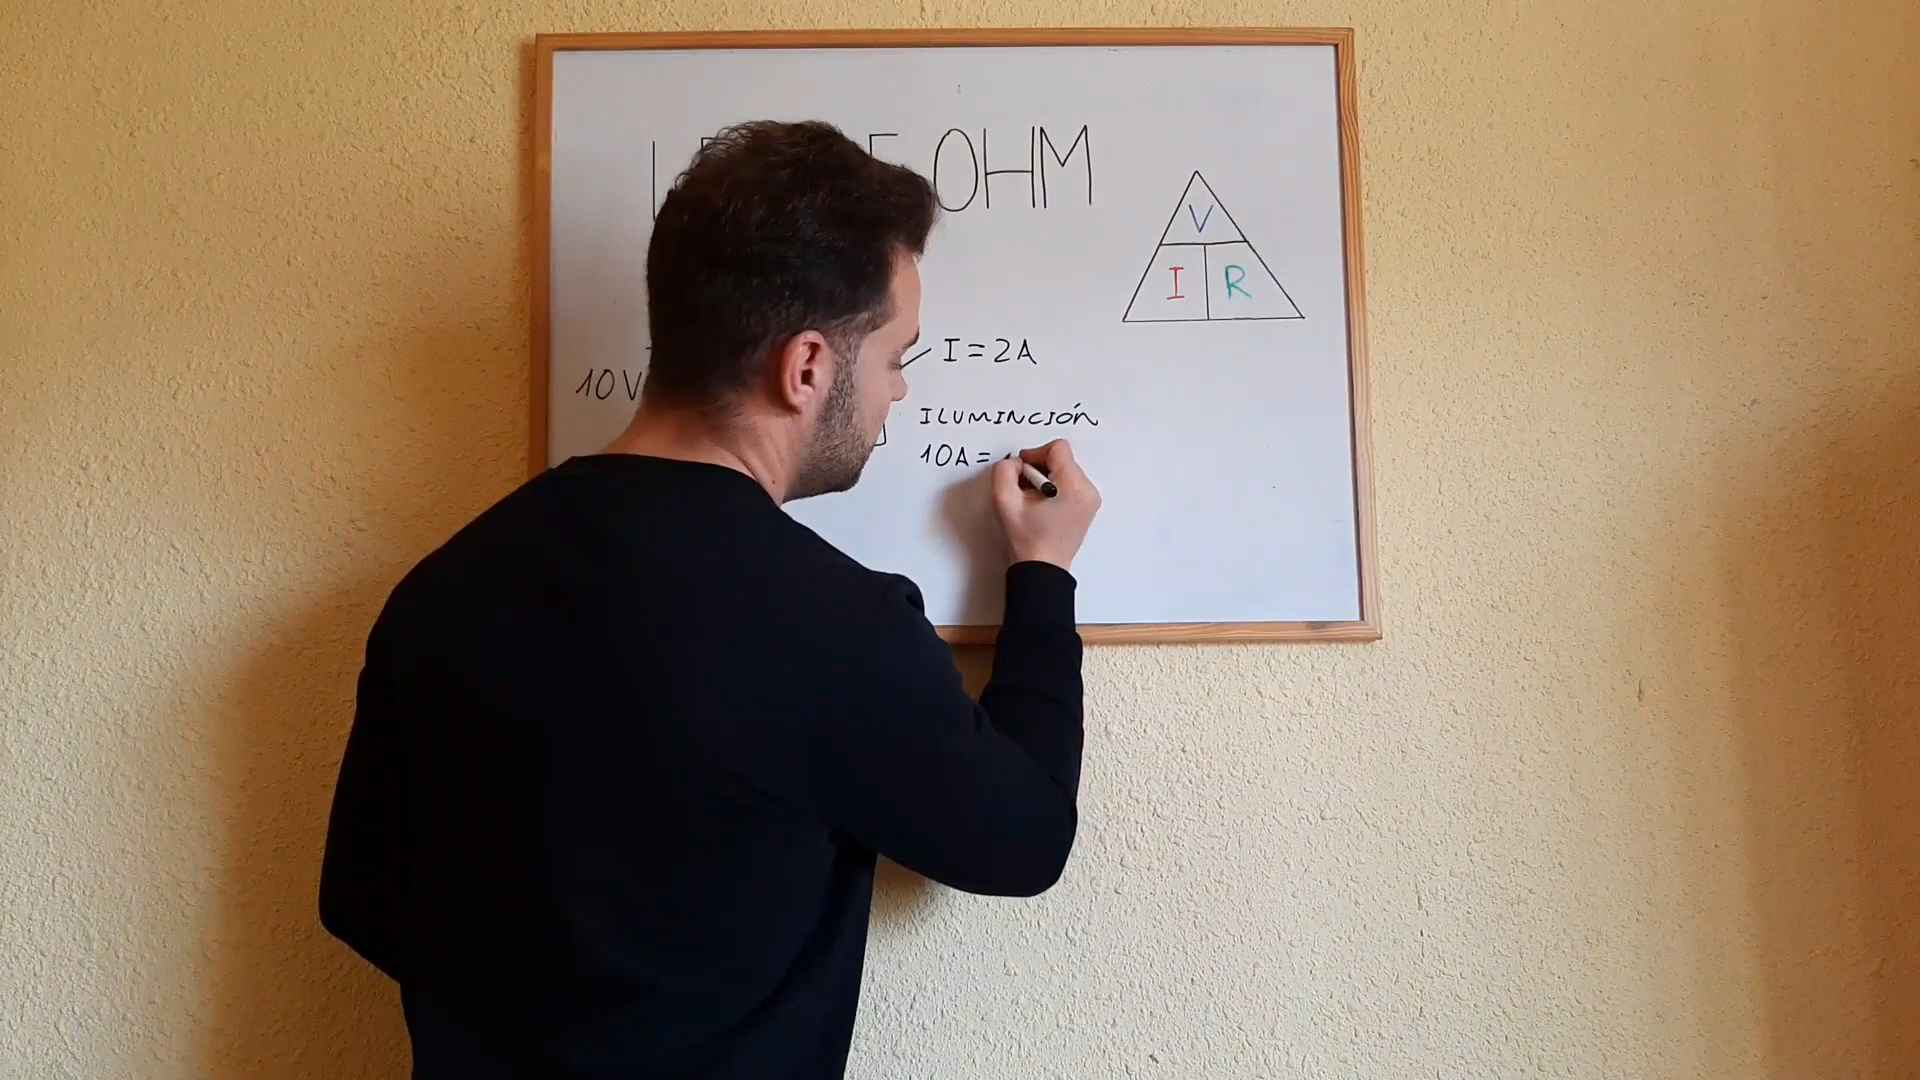 OHM
V
I R
I = 2A
10V
ILUMINCIÓN
10A =